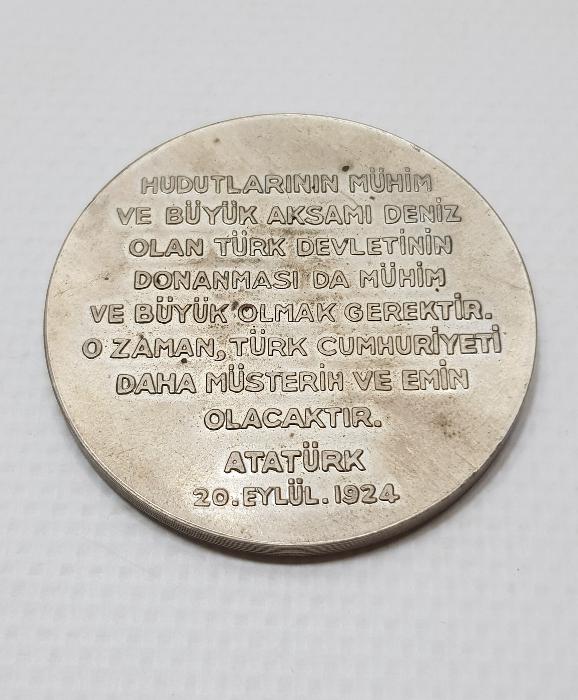 HUDUTLARININ MÜHİM
VE BÜYÜK AKSAMI DENİZ
OLAN TÜRK DEVLETİNİN
DONANMASI DA MÜHİM
VE BÜYÜK OLMAK GEREKTİR.
O ZAMAN, TÜRK CUMHURİYETİ
DAHA MÜSTERİH VE EMİN
OLACAKTIR.
ATATÜRK
20.EYLÜL.1924